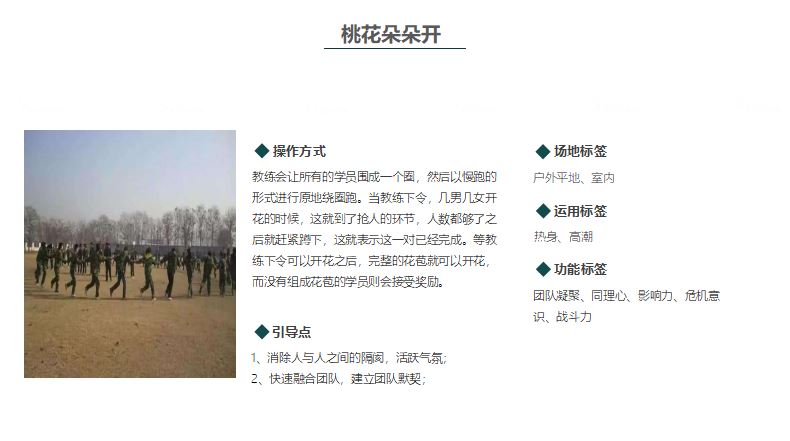 桃花朵朵开
操作方式
教练会让所有的学员围成一个圈，然后以慢跑的
形式进行原地绕圈跑。当教练下令，几男几女开
花的时候，这就到了抢人的环节，人数都够了之
后就赶紧蹲下，这就表示这一对已经完成。等教
练下令可以开花之后，完整的花苞就可以开花，
而没有组成花苞的学员则会接受奖励。
引导点
1、消除人与人之间的隔阂，活跃气氛；
2、快速融合团队，建立团队默契；
场地标签
户外平地、室内
运用标签
热身、高潮
功能标签
团队凝聚、同理心、影响力、危机意
识、战斗力